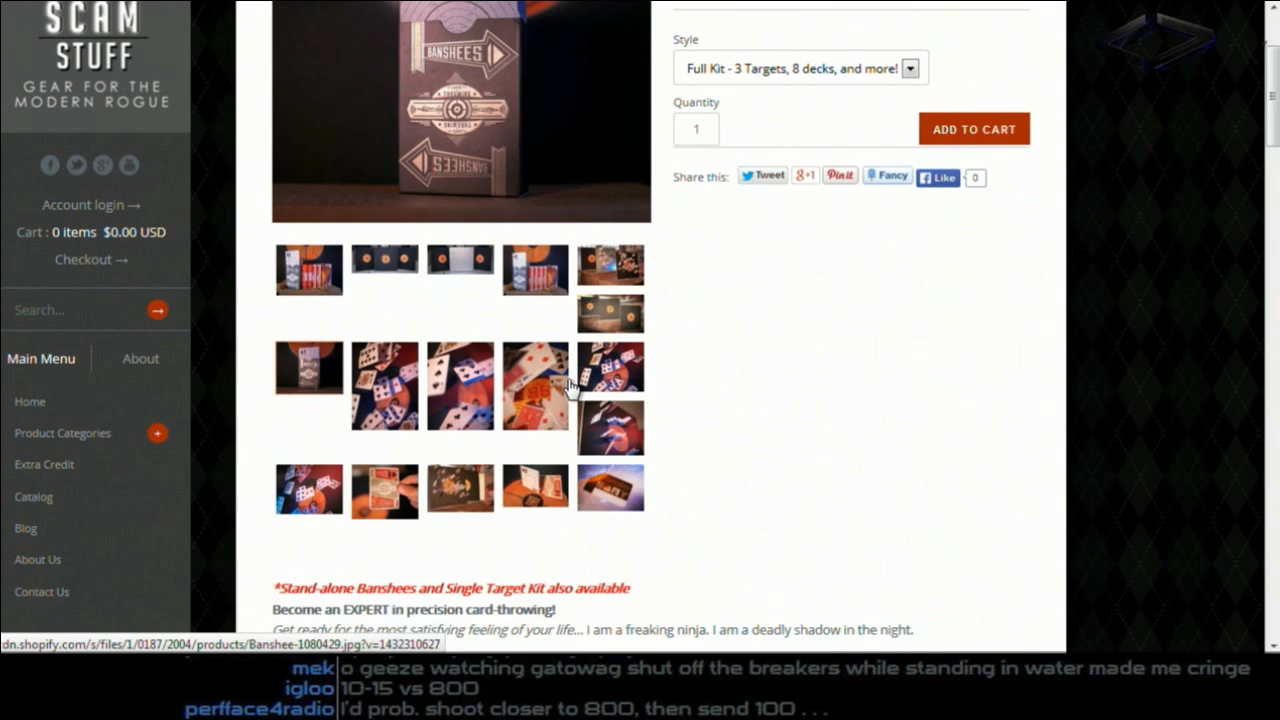 SCAM
STUFF
GEAR FOR THE
MODERN ROGUE
Account login →
Cart : 0 items $0.00 USD
Checkout →
Search...
→
Main Menu
About
Home
Product Categories
+
Extra Credit
Catalog
Blog
About Us
Contact Us
BANSHEES
THROWING
BANSHEES
Style
Full Kit - 3 Targets, 8 decks, and more!
Quantity
1
ADD TO CART
Share this:
Tweet
g+1
Pin it
Fancy
Like
0
*Stand-alone Banshees and Single Target Kit also available
Become an EXPERT in precision card-throwing!
Get ready for the most satisfying feeling of your life... I am a freaking ninja. I am a deadly shadow in the night.
dn.shopify.com/s/files/1/0187/2004/products/Banshee-1080429.jpg?v=1432310627
mek o geeze watching gatowag shut off the breakers while standing in water made me cringe
igloo 10-15 vs 800
perfface4radio I'd prob. shoot closer to 800, then send 100 . . .